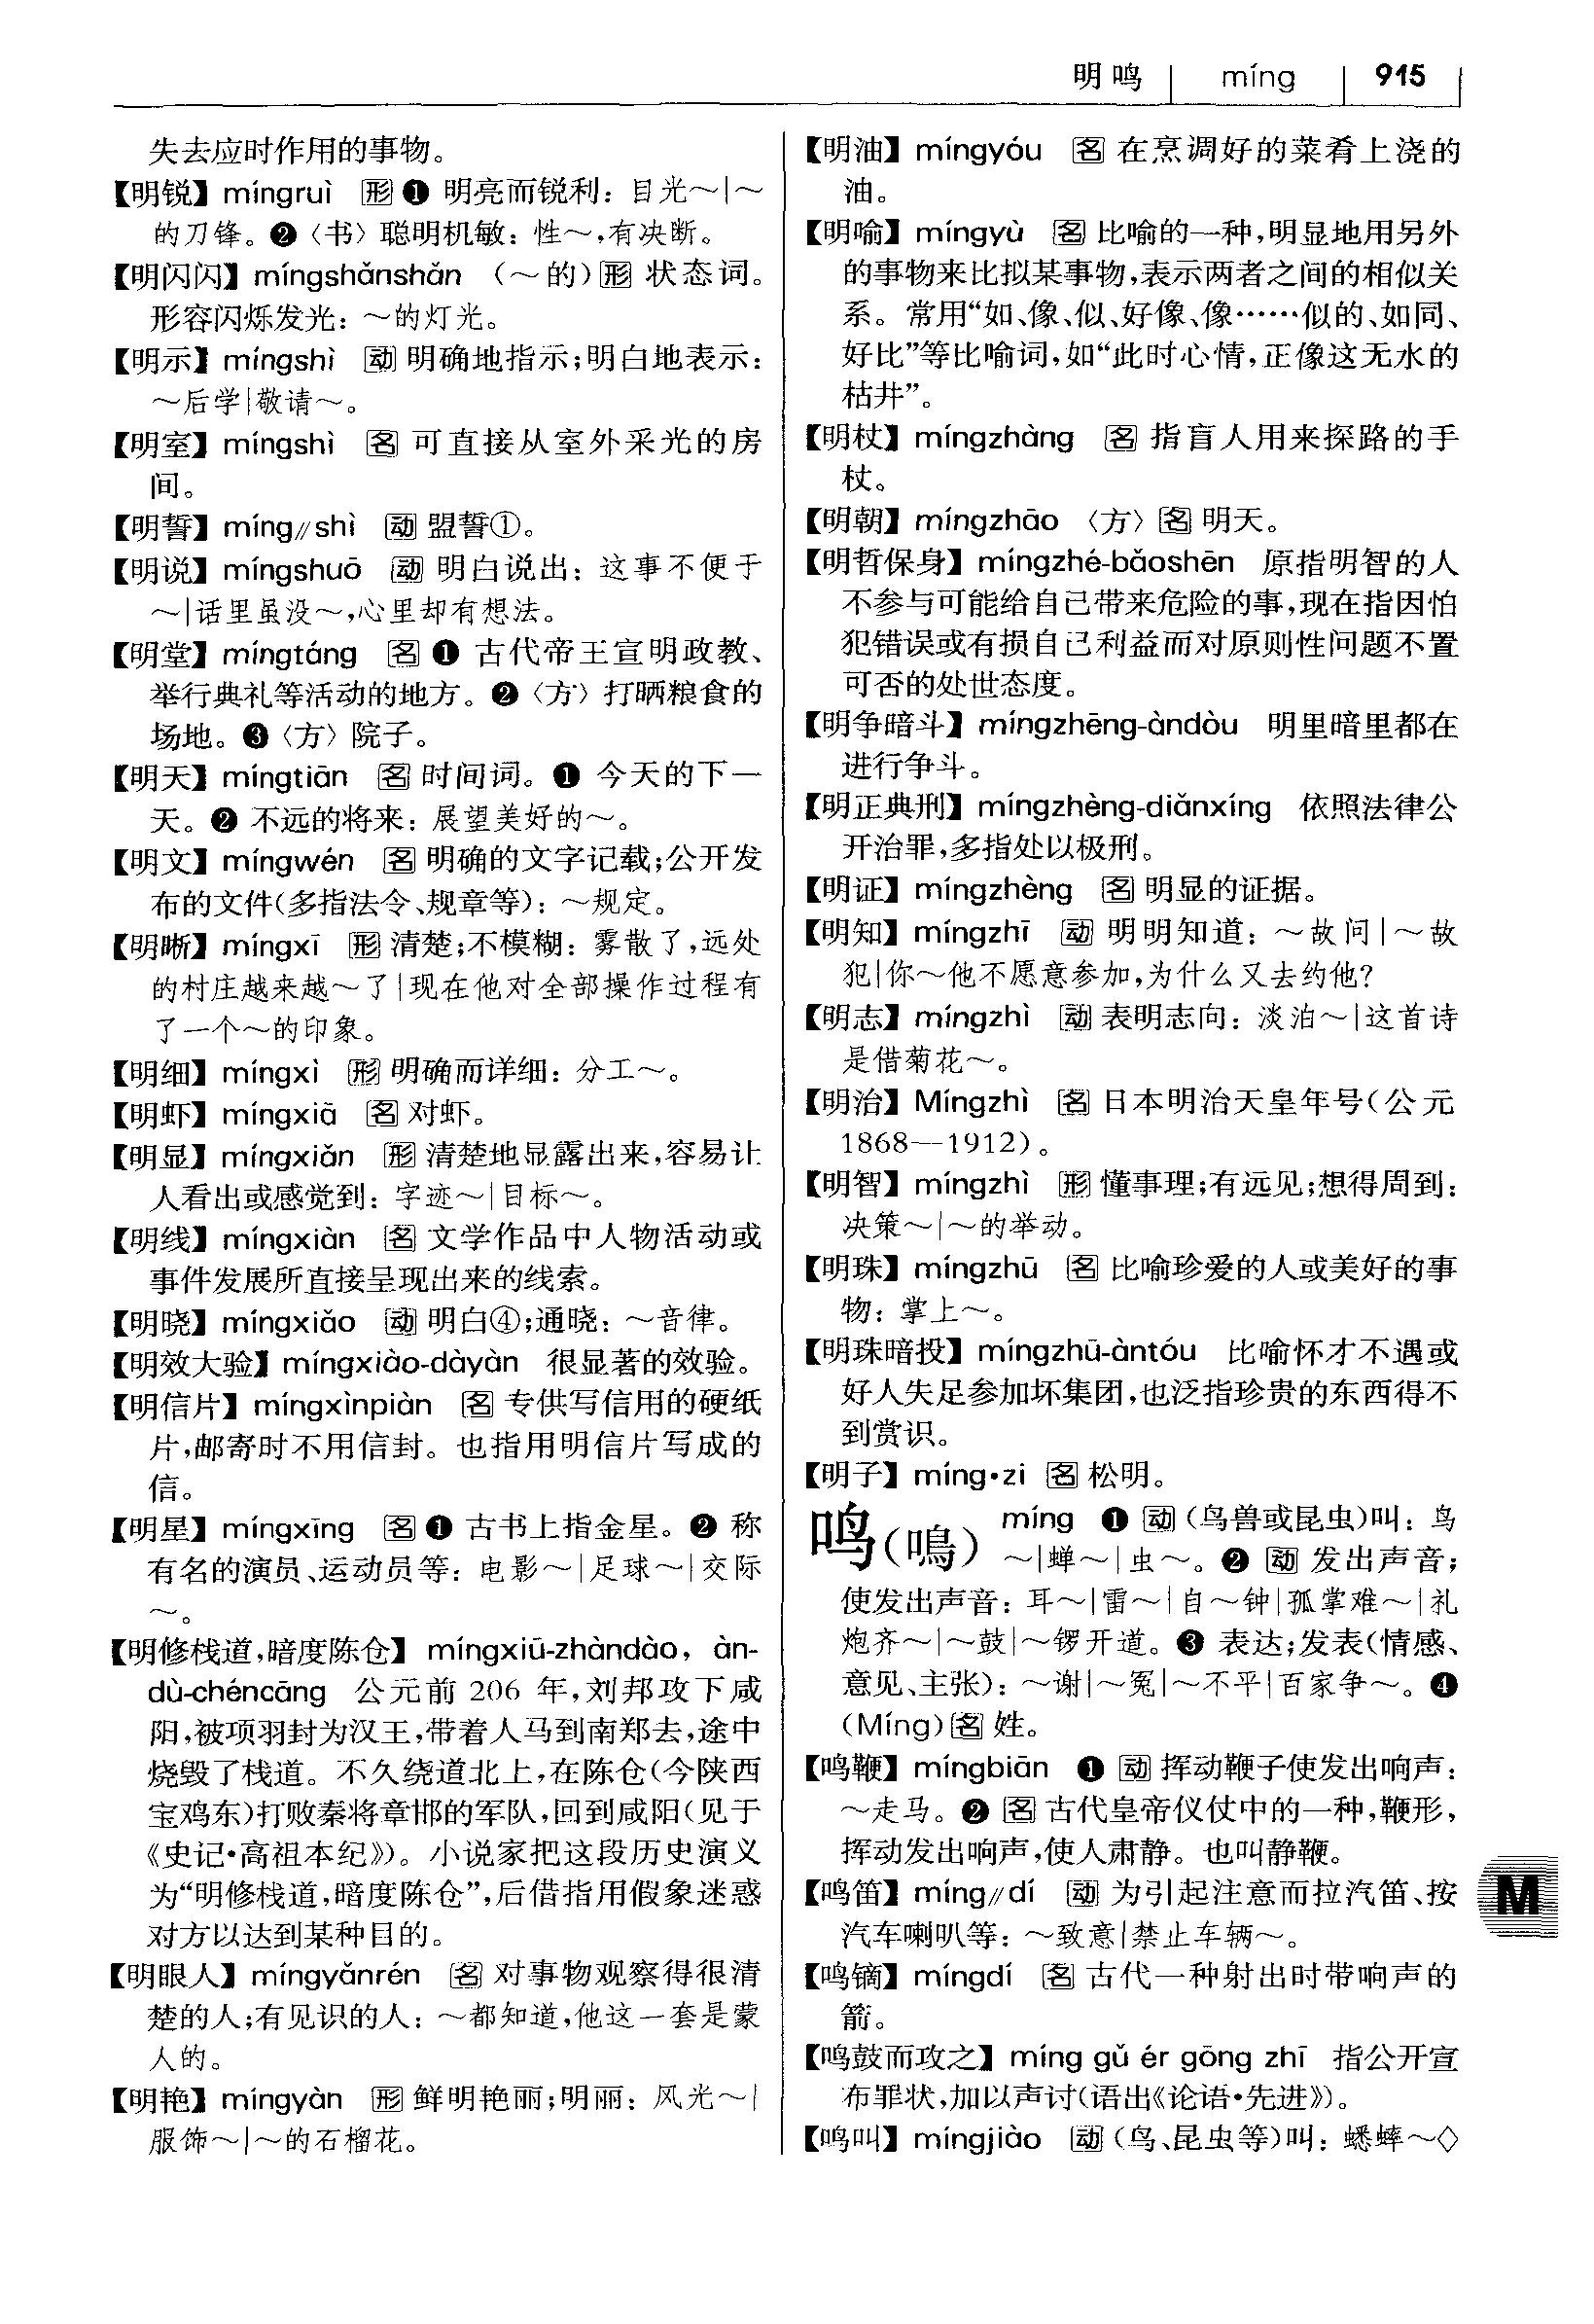 明 鸣 | míng | 915
失去应时作用的事物。
【明锐】 míngruì 形 ❶ 明亮而锐利：目光～|～
的刀锋。❷〈书〉聪明机敏：性～，有决断。
【明闪闪】 míngshǎnshǎn （～的）形 状态词。
形容闪烁发光：～的灯光。
【明示】 míngshì 动 明确地指示；明白地表示：
～后学|敬请～。
【明室】 míngshì 名 可直接从室外采光的房
间。
【明誓】 míng//shì 动 盟誓①。
【明说】 míngshuō 动 明白说出：这事不便于
～|话里虽没～，心里却有想法。
【明堂】 míngtáng 名 ❶ 古代帝王宣明政教、
举行典礼等活动的地方。❷〈方〉打晒粮食的
场地。❸〈方〉院子。
【明天】 míngtiān 名 时间词。❶ 今天的下一
天。❷ 不远的将来：展望美好的～。
【明文】 míngwén 名 明确的文字记载；公开发
布的文件（多指法令、规章等）：～规定。
【明晰】 míngxī 形 清楚；不模糊：雾散了，远处
的村庄越来越～了|现在他对全部操作过程有
了一个～的印象。
【明细】 míngxì 形 明确而详细：分工～。
【明虾】 míngxiā 名 对虾。
【明显】 míngxiǎn 形 清楚地显露出来，容易让
人看出或感觉到：字迹～|目标～。
【明线】 míngxiàn 名 文学作品中人物活动或
事件发展所直接呈现出来的线索。
【明晓】 míngxiǎo 动 明白④；通晓：～音律。
【明效大验】 míngxiào-dàyàn 很显著的效验。
【明信片】 míngxìnpiàn 名 专供写信用的硬纸
片，邮寄时不用信封。也指用明信片写成的
信。
【明星】 míngxīng 名 ❶ 古书上指金星。❷ 称
有名的演员、运动员等：电影～|足球～|交际
～。
【明修栈道，暗度陈仓】 míngxiū-zhàndào，àn-
dù-chéncāng 公元前 206 年，刘邦攻下咸
阳，被项羽封为汉王，带着人马到南郑去，途中
烧毁了栈道。不久绕道北上，在陈仓（今陕西
宝鸡东）打败秦将章邯的军队，回到咸阳（见于
《史记·高祖本纪》）。小说家把这段历史演义
为“明修栈道，暗度陈仓”，后借指用假象迷惑
对方以达到某种目的。
【明眼人】 míngyǎnrén 名 对事物观察得很清
楚的人；有见识的人：～都知道，他这一套是蒙
人的。
【明艳】 míngyàn 形 鲜明艳丽；明丽：风光～|
服饰～|～的石榴花。
【明油】 míngyóu 名 在烹调好的菜肴上浇的
油。
【明喻】 míngyù 名 比喻的一种，明显地用另外
的事物来比拟某事物，表示两者之间的相似关
系。常用“如、像、似、好像、像……似的、如同、
好比”等比喻词，如“此时心情，正像这无水的
枯井”。
【明杖】 míngzhàng 名 指盲人用来探路的手
杖。
【明朝】 míngzhāo 〈方〉名 明天。
【明哲保身】 míngzhé-bǎoshēn 原指明智的人
不参与可能给自己带来危险的事，现在指因怕
犯错误或有损自己利益而对原则性问题不置
可否的处世态度。
【明争暗斗】 míngzhēng-àndòu 明里暗里都在
进行争斗。
【明正典刑】 míngzhèng-diǎnxíng 依照法律公
开治罪，多指处以极刑。
【明证】 míngzhèng 名 明显的证据。
【明知】 míngzhī 动 明明知道：～故问|～故
犯|你～他不愿意参加，为什么又去约他？
【明志】 míngzhì 动 表明志向：淡泊～|这首诗
是借菊花～。
【明治】 Míngzhì 名 日本明治天皇年号（公元
1868—1912）。
【明智】 míngzhì 形 懂事理；有远见；想得周到：
决策～|～的举动。
【明珠】 míngzhū 名 比喻珍爱的人或美好的事
物：掌上～。
【明珠暗投】 míngzhū-àntóu 比喻怀才不遇或
好人失足参加坏集团，也泛指珍贵的东西得不
到赏识。
【明子】 míng·zi 名 松明。
鸣（鳴） míng ❶ 动（鸟兽或昆虫）叫：鸟
～|蝉～|虫～。❷ 动 发出声音；
使发出声音：耳～|雷～|自～钟|孤掌难～|礼
炮齐～|～鼓|～锣开道。❸ 表达；发表（情感、
意见、主张）：～谢|～冤|～不平|百家争～。❹
（Míng）名 姓。
【鸣鞭】 míngbiān ❶ 动 挥动鞭子使发出响声：
～走马。❷ 名 古代皇帝仪仗中的一种，鞭形，
挥动发出响声，使人肃静。也叫静鞭。
【鸣笛】 míng//dí 动 为引起注意而拉汽笛、按
汽车喇叭等：～致意|禁止车辆～。
【鸣镝】 míngdí 名 古代一种射出时带响声的
箭。
【鸣鼓而攻之】 míng gǔ ér gōng zhī 指公开宣
布罪状，加以声讨（语出《论语·先进》）。
【鸣叫】 míngjiào 动（鸟、昆虫等）叫：蟋蟀～◇
M